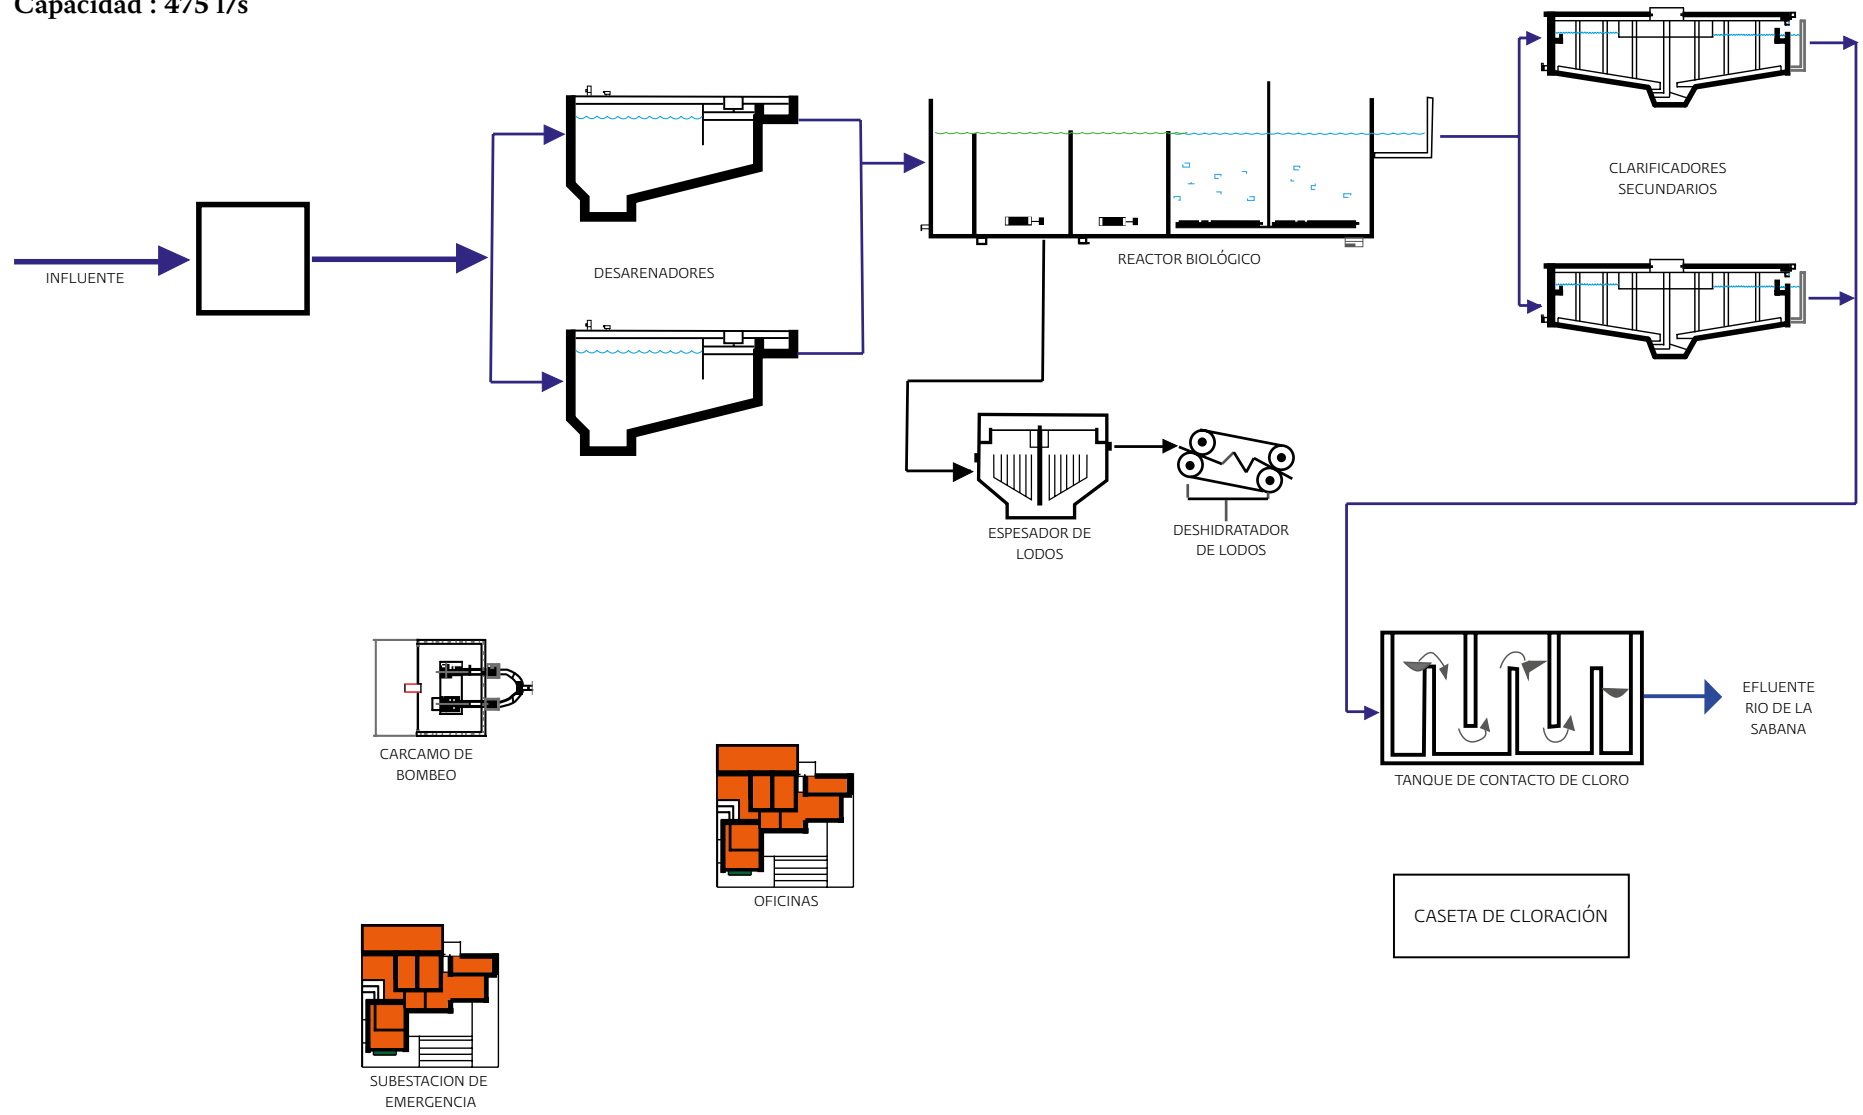 Capacidad : 475 l/s
CLARIFICADORES
SECUNDARIOS
INFLUENTE
DESARENADORES
REACTOR BIOLÓGICO
ESPESADOR DE
LODOS
DESHIDRATADOR
DE LODOS
EFLUENTE
RIO DE LA
SABANA
CARCAMO DE
BOMBEO
TANQUE DE CONTACTO DE CLORO
OFICINAS
CASETA DE CLORACIÓN
SUBESTACION DE
EMERGENCIA